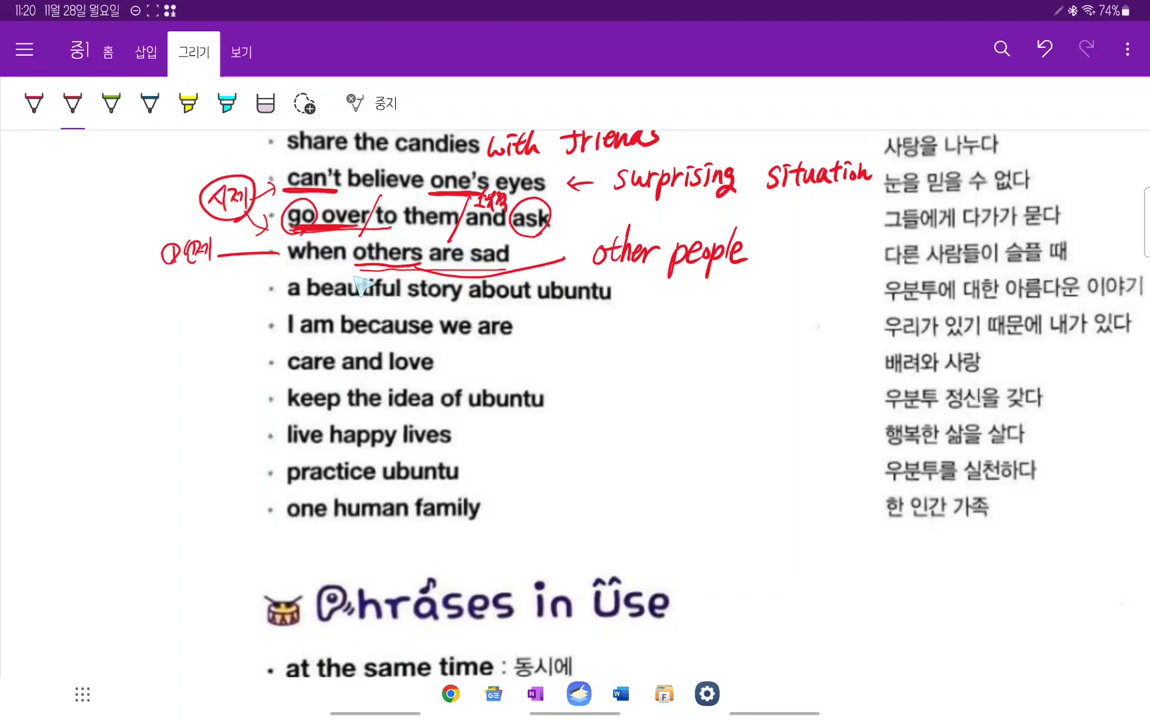 11:20 11월 28일 월요일 74%
중1 홈 삽입 그리기 보기
중지
share the candies with friends 사탕을 나누다
can't believe one's eyes ← surprising situation 눈을 믿을 수 없다
시제 go over to them and ask 그들에게 다가가 묻다
when others are sad other people 다른 사람들이 슬플 때
a beautiful story about ubuntu 우분투에 대한 아름다운 이야기
I am because we are 우리가 있기 때문에 내가 있다
care and love 배려와 사랑
keep the idea of ubuntu 우분투 정신을 갖다
live happy lives 행복한 삶을 살다
practice ubuntu 우분투를 실천하다
one human family 한 인간 가족
Phrases in Use
at the same time : 동시에